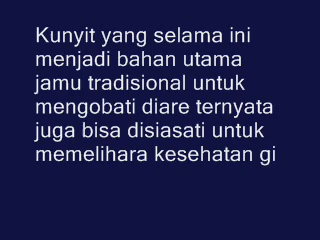 Kunyit yang selama ini
menjadi bahan utama
jamu tradisional untuk
mengobati diare ternyata
juga bisa disiasati untuk
memelihara kesehatan gi